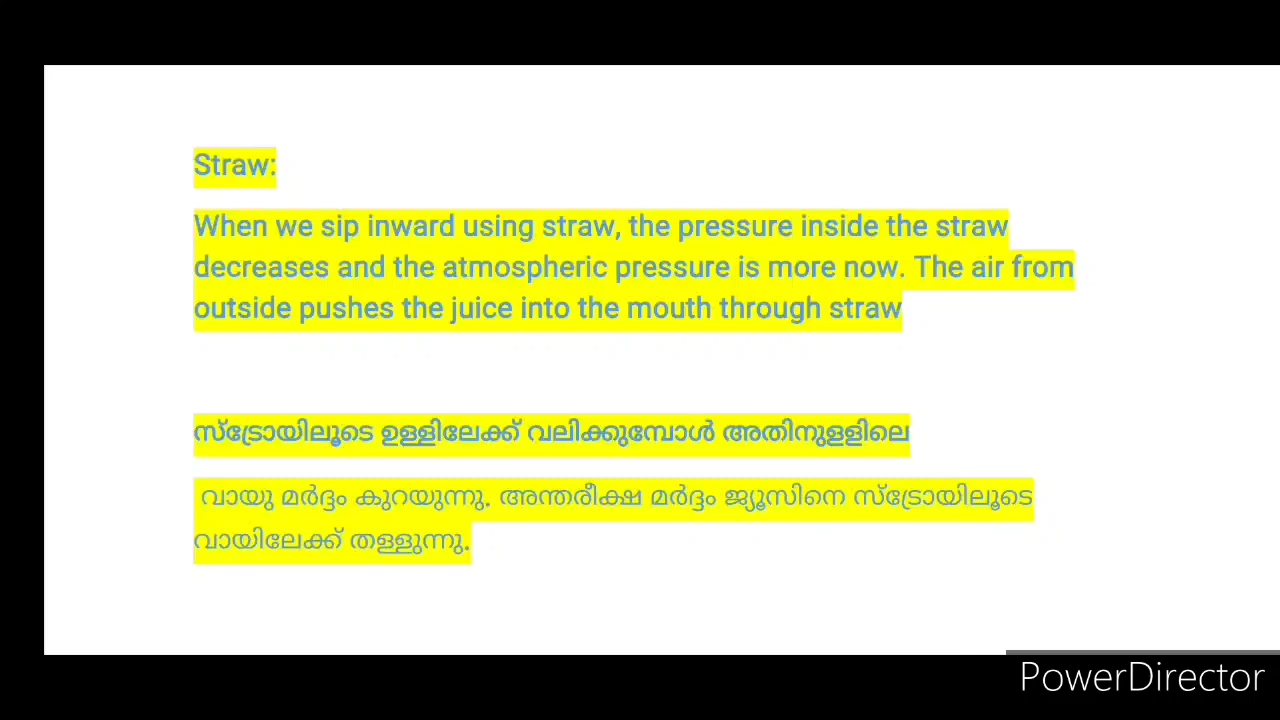 Straw:
When we sip inward using straw, the pressure inside the straw
decreases and the atmospheric pressure is more now. The air from
outside pushes the juice into the mouth through straw
സ്ട്രോയിലൂടെ ഉള്ളിലേക്ക് വലിക്കുമ്പോൾ അതിനുളളിലെ
വായു മർദ്ദം കുറയുന്നു. അന്തരീക്ഷ മർദ്ദം ജ്യൂസിനെ സ്ട്രോയിലൂടെ
വായിലേക്ക് തള്ളുന്നു.
PowerDirector